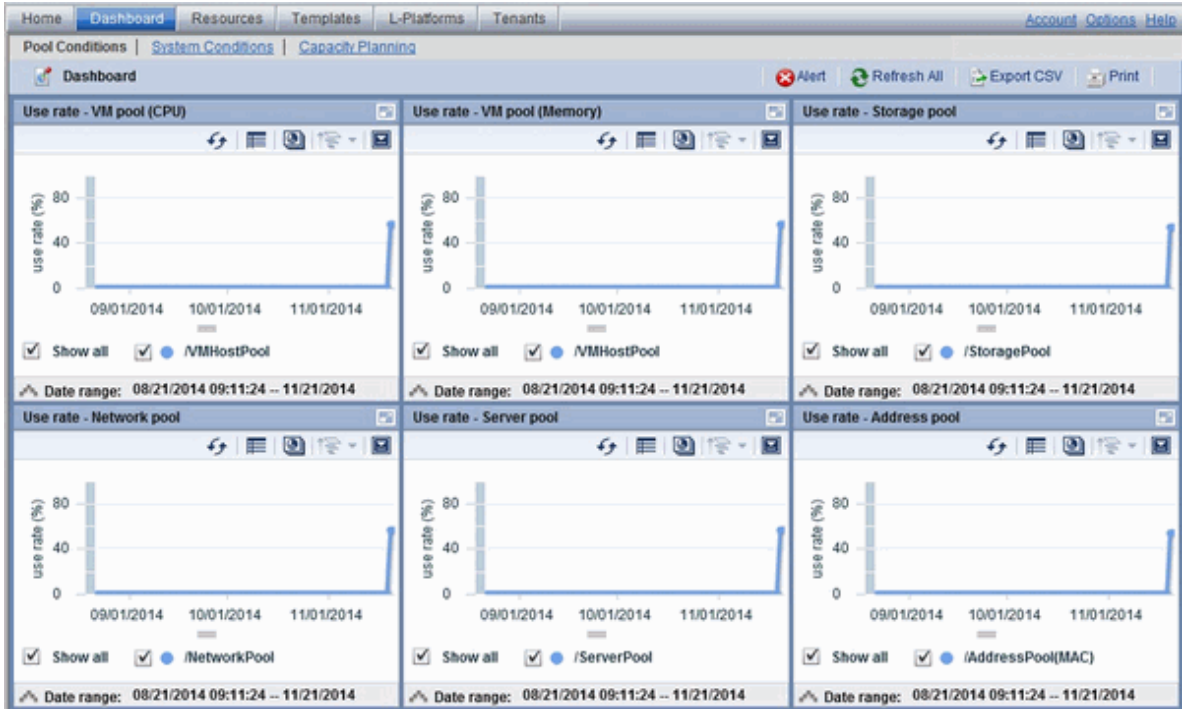 Home Dashboard Resources Templates L-Platforms Tenants Account Options Help
Pool Conditions | System Conditions | Capacity Planning
Dashboard Alert Refresh All Export CSV Print
Use rate - VM pool (CPU)
use rate (%)
80
40
0
09/01/2014 10/01/2014 11/01/2014
Show all /VMHostPool
Date range: 08/21/2014 09:11:24 -- 11/21/2014
Use rate - VM pool (Memory)
use rate (%)
80
40
0
09/01/2014 10/01/2014 11/01/2014
Show all /VMHostPool
Date range: 08/21/2014 09:11:24 -- 11/21/2014
Use rate - Storage pool
use rate (%)
80
40
0
09/01/2014 10/01/2014 11/01/2014
Show all /StoragePool
Date range: 08/21/2014 09:11:24 -- 11/21/2014
Use rate - Network pool
use rate (%)
80
40
0
09/01/2014 10/01/2014 11/01/2014
Show all /NetworkPool
Date range: 08/21/2014 09:11:24 -- 11/21/2014
Use rate - Server pool
use rate (%)
80
40
0
09/01/2014 10/01/2014 11/01/2014
Show all /ServerPool
Date range: 08/21/2014 09:11:24 -- 11/21/2014
Use rate - Address pool
use rate (%)
80
40
0
09/01/2014 10/01/2014 11/01/2014
Show all /AddressPool(MAC)
Date range: 08/21/2014 09:11:24 -- 11/21/2014